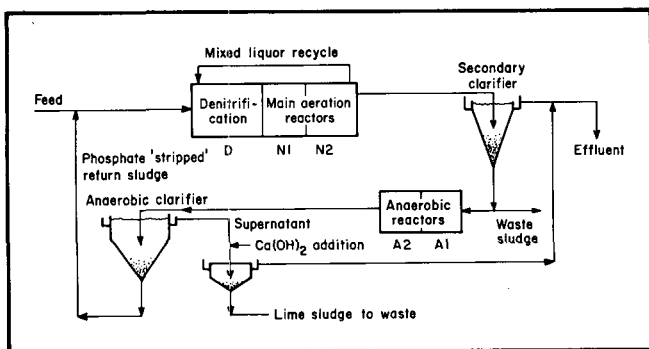 Mixed liquor recycle
Feed
Denitrifi-
cation
Main aeration
reactors
D
N1
N2
Secondary
clarifier
Effluent
Phosphate 'stripped'
return sludge
Anaerobic clarifier
Supernatant
Ca(OH)2 addition
Anaerobic
reactors
A2
A1
Waste
sludge
Lime sludge to waste